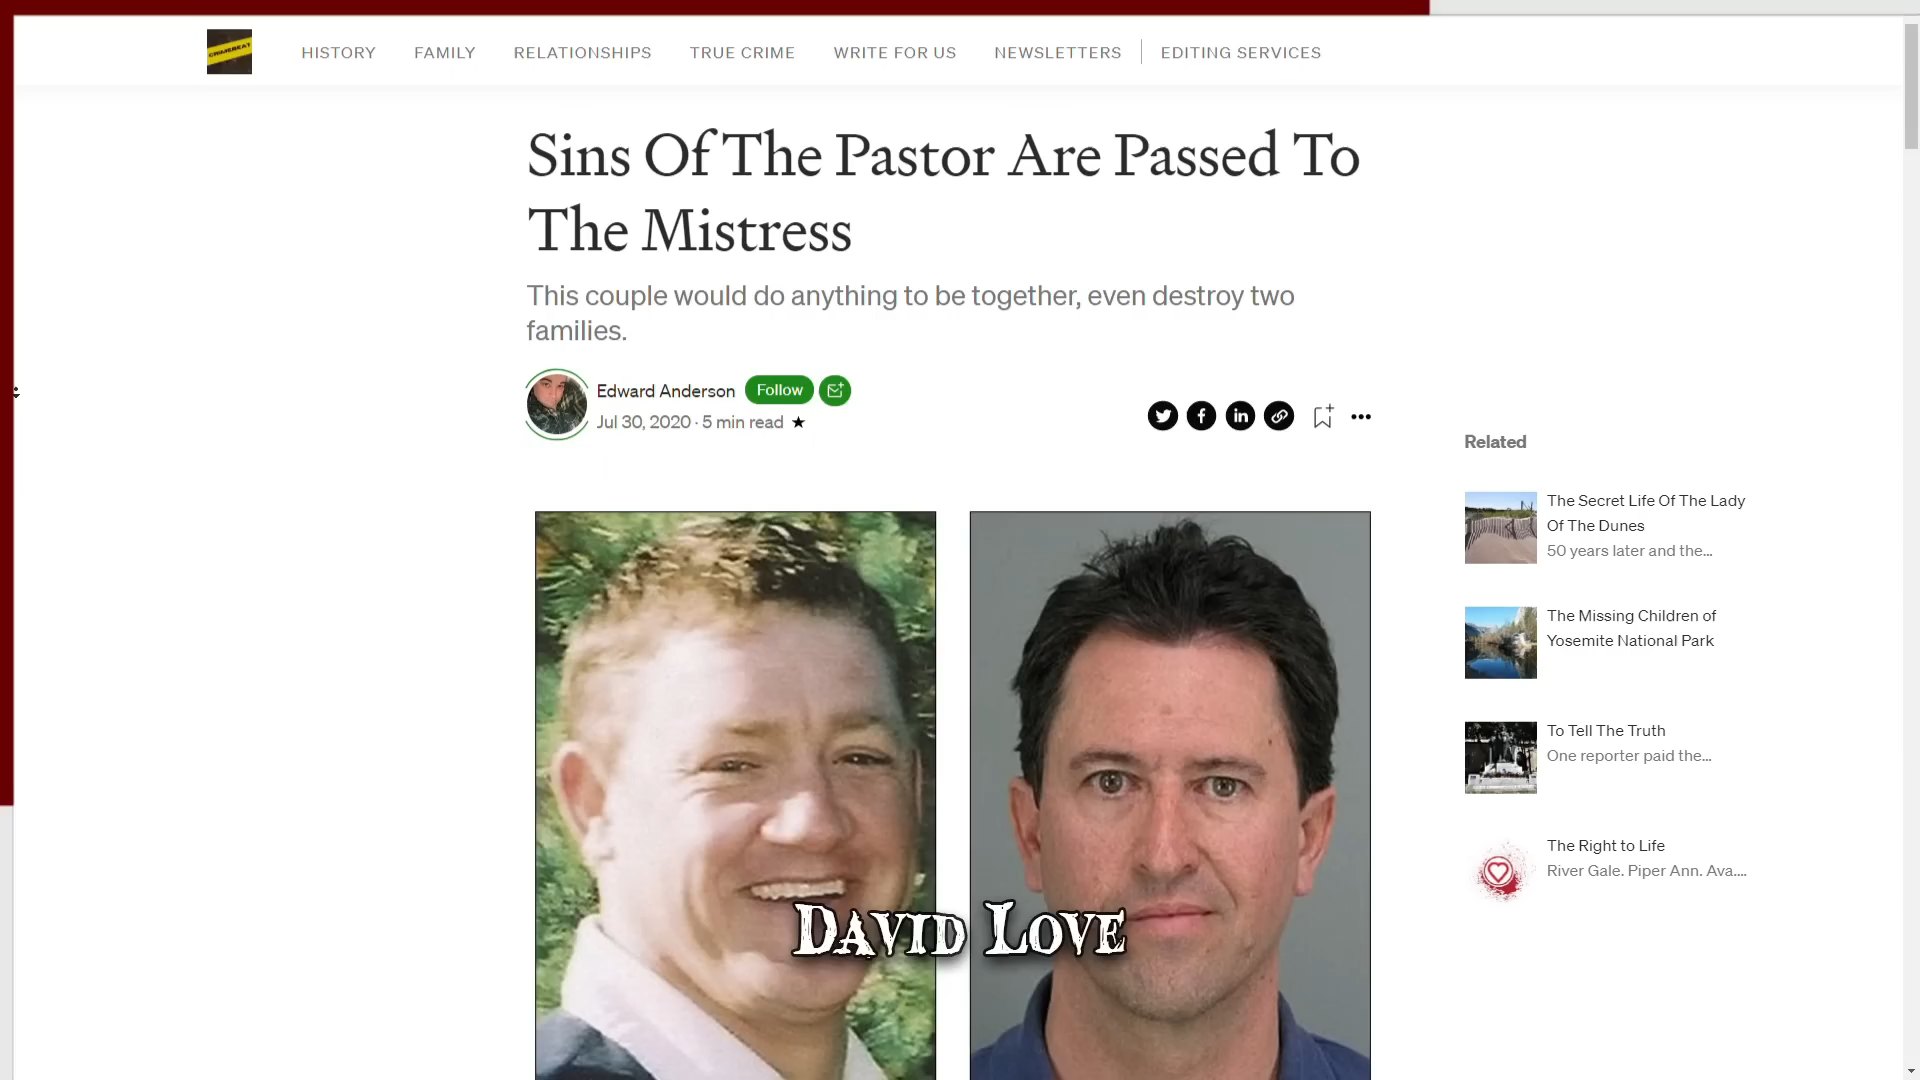 CRIMEBEAT
HISTORY FAMILY RELATIONSHIPS TRUE CRIME WRITE FOR US NEWSLETTERS EDITING SERVICES
Sins Of The Pastor Are Passed To
The Mistress
This couple would do anything to be together, even destroy two
families.
Edward Anderson Follow
Jul 30, 2020 · 5 min read ★
Related
The Secret Life Of The Lady
Of The Dunes
50 years later and the...
The Missing Children of
Yosemite National Park
To Tell The Truth
One reporter paid the...
The Right to Life
River Gale. Piper Ann. Ava....
David Love